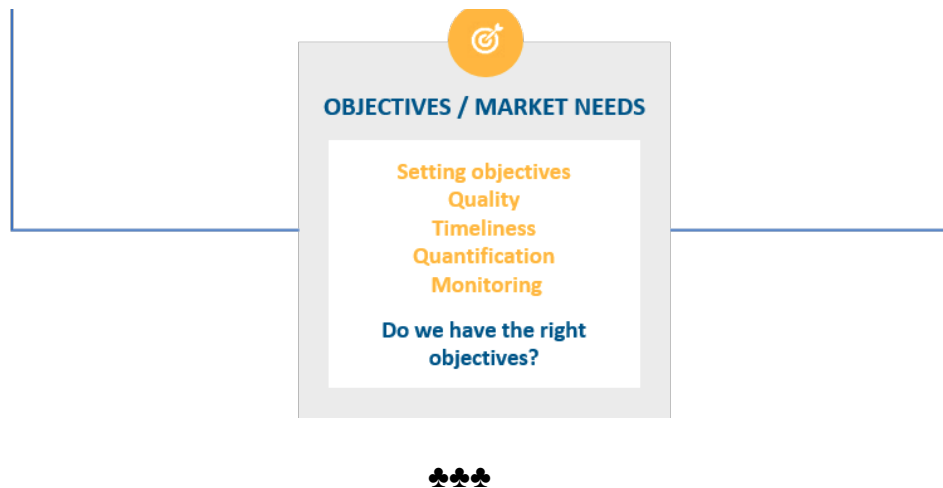 OBJECTIVES / MARKET NEEDS
Setting objectives
Quality
Timeliness
Quantification
Monitoring
Do we have the right
objectives?
♣♣♣